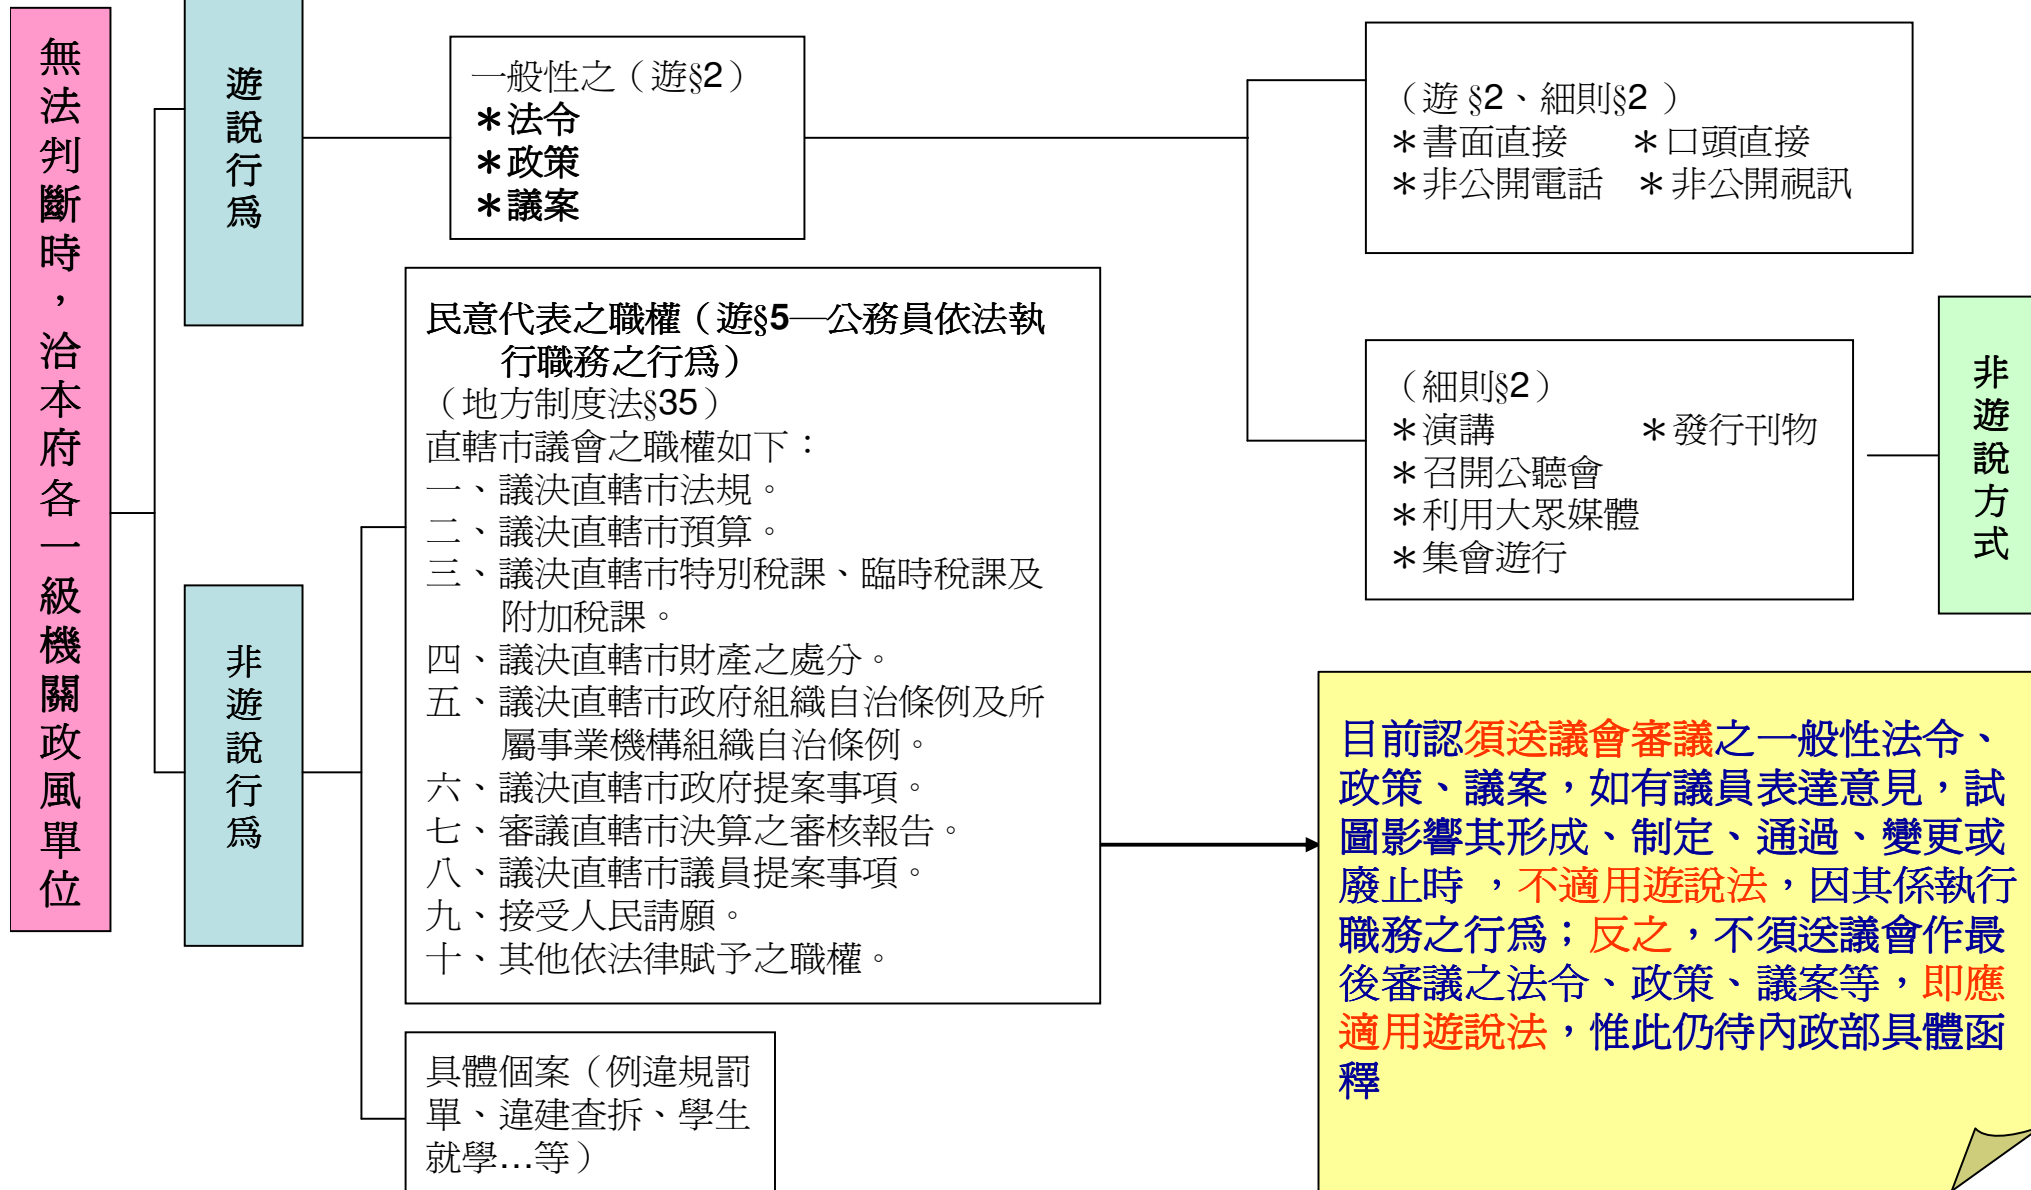 無法判斷時，洽本府各一級機關政風單位
遊說行為
一般性之（遊§2）
＊法令
＊政策
＊議案
（遊 §2、細則§2 ）
＊書面直接　＊口頭直接
＊非公開電話　＊非公開視訊
（細則§2）
＊演講　＊發行刊物
＊召開公聽會
＊利用大眾媒體
＊集會遊行
非遊說方式
非遊說行為
民意代表之職權（遊§5—公務員依法執
行職務之行為）
（地方制度法§35）
直轄市議會之職權如下：
一、議決直轄市法規。
二、議決直轄市預算。
三、議決直轄市特別稅課、臨時稅課及
附加稅課。
四、議決直轄市財產之處分。
五、議決直轄市政府組織自治條例及所
屬事業機構組織自治條例。
六、議決直轄市政府提案事項。
七、審議直轄市決算之審核報告。
八、議決直轄市議員提案事項。
九、接受人民請願。
十、其他依法律賦予之職權。
具體個案（例違規罰
單、違建查拆、學生
就學…等）
目前認須送議會審議之一般性法令、
政策、議案，如有議員表達意見，試
圖影響其形成、制定、通過、變更或
廢止時 ，不適用遊說法，因其係執行
職務之行為；反之，不須送議會作最
後審議之法令、政策、議案等，即應
適用遊說法，惟此仍待內政部具體函
釋